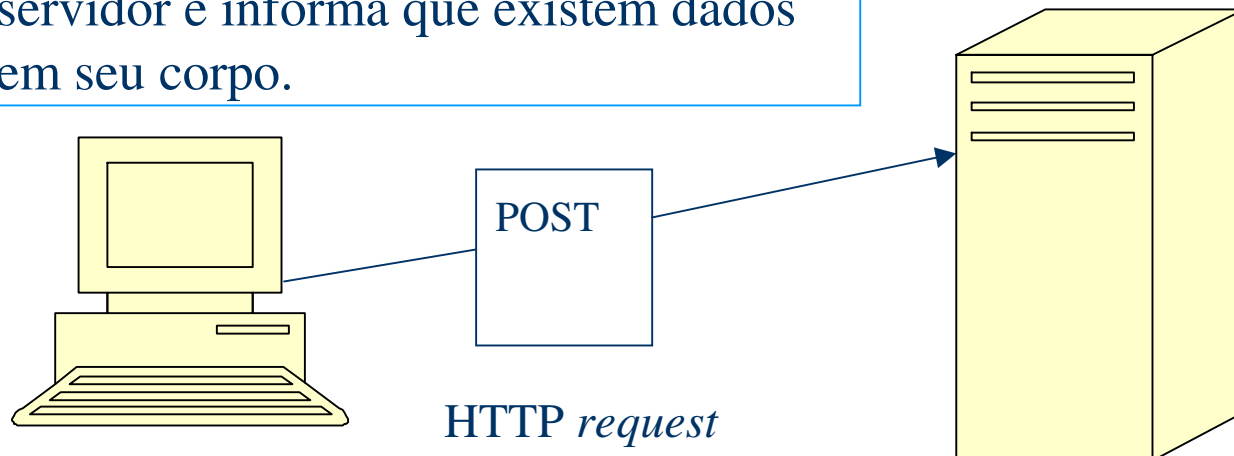 servidor e informa que existem dados
em seu corpo.
POST
HTTP request